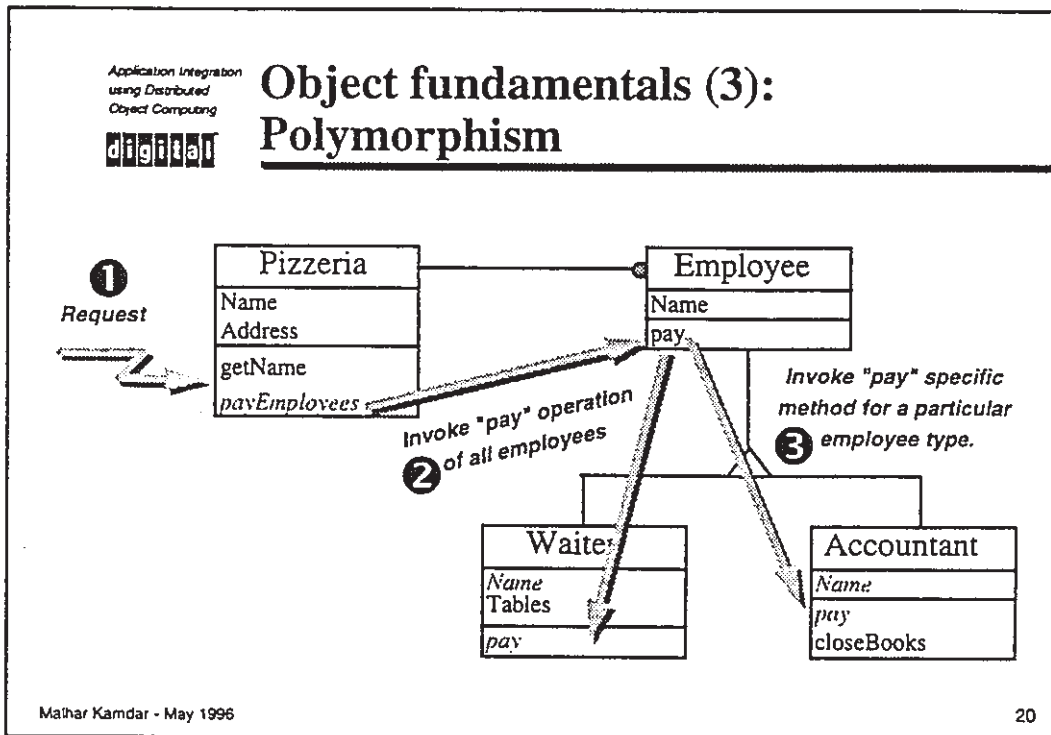 Application Integration
using Distributed
Object Computing
digital
Object fundamentals (3):
Polymorphism
1
Request
Pizzeria
Name
Address
getName
payEmployees
Employee
Name
pay
Invoke "pay" operation
2 of all employees
Invoke "pay" specific
method for a particular
3 employee type.
Waiter
Name
Tables
pay
Accountant
Name
pay
closeBooks
Mathar Kamdar - May 1996
20